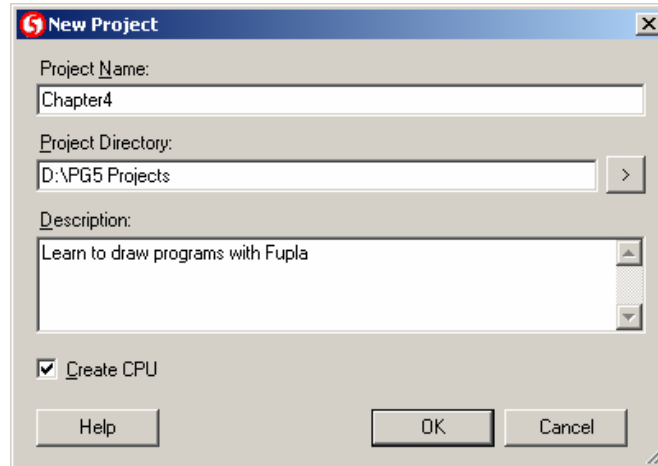 New Project
Project Name:
Chapter4
Project Directory:
D:\PG5 Projects
>
Description:
Learn to draw programs with Fupla
Create CPU
Help OK Cancel